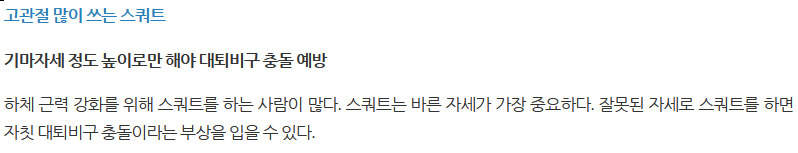 고관절 많이 쓰는 스쿼트
기마자세 정도 높이로만 해야 대퇴비구 충돌 예방
하체 근력 강화를 위해 스쿼트를 하는 사람이 많다. 스쿼트는 바른 자세가 가장 중요하다. 잘못된 자세로 스쿼트를 하면
자칫 대퇴비구 충돌이라는 부상을 입을 수 있다.